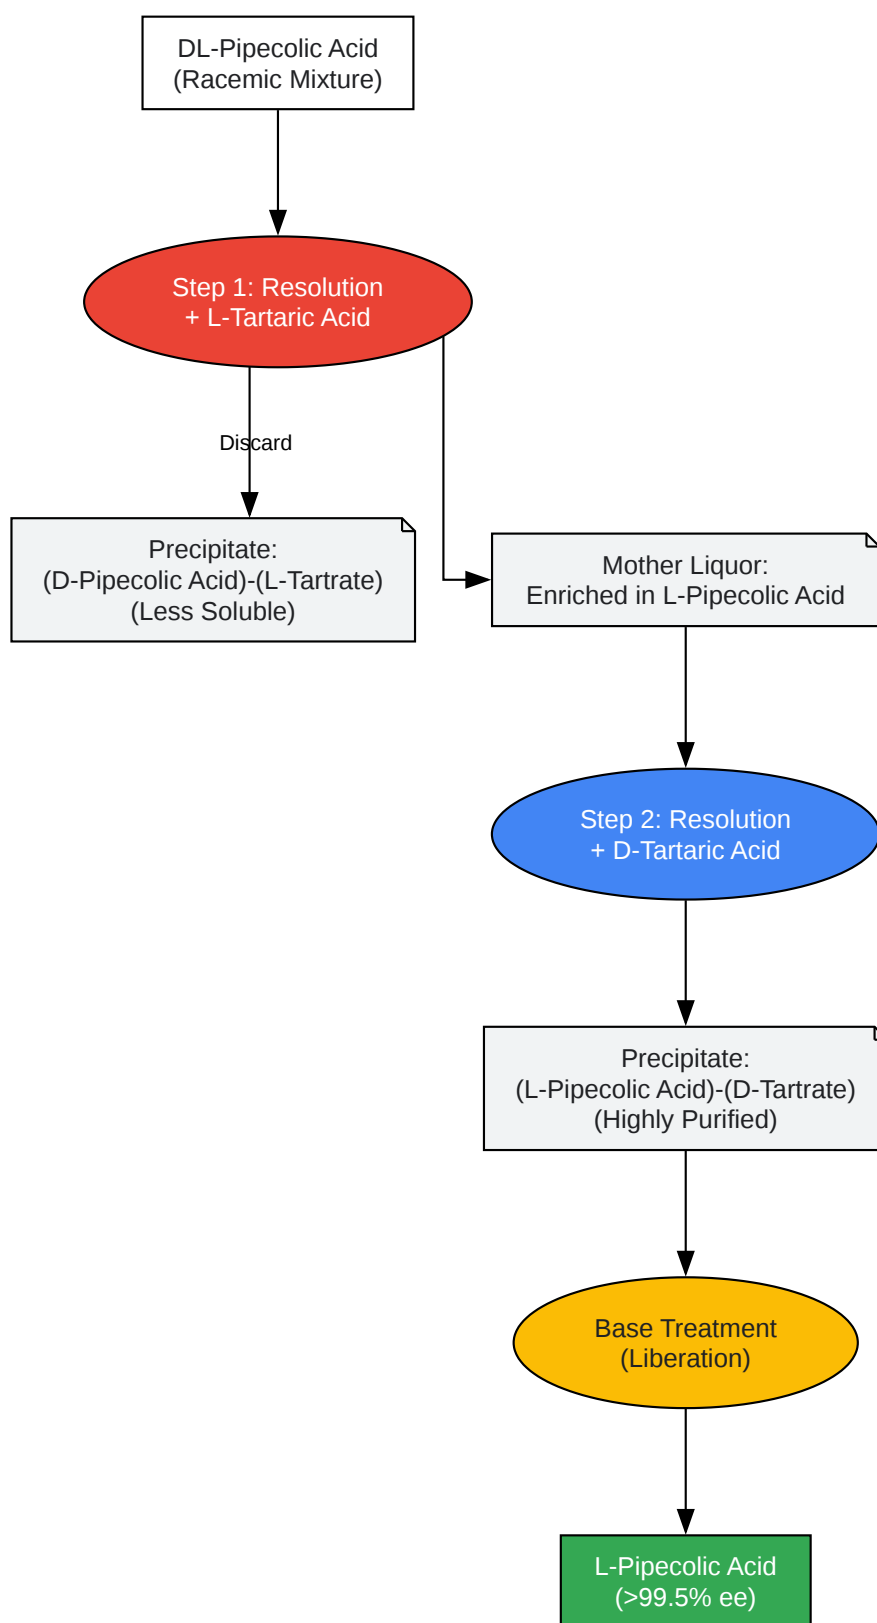 DL-Pipecolic Acid
(Racemic Mixture)
Step 1: Resolution
+ L-Tartaric Acid
Discard
Precipitate:
(D-Pipecolic Acid)-(L-Tartrate)
(Less Soluble)
Mother Liquor:
Enriched in L-Pipecolic Acid
Step 2: Resolution
+ D-Tartaric Acid
Precipitate:
(L-Pipecolic Acid)-(D-Tartrate)
(Highly Purified)
Base Treatment
(Liberation)
L-Pipecolic Acid
(>99.5% ee)